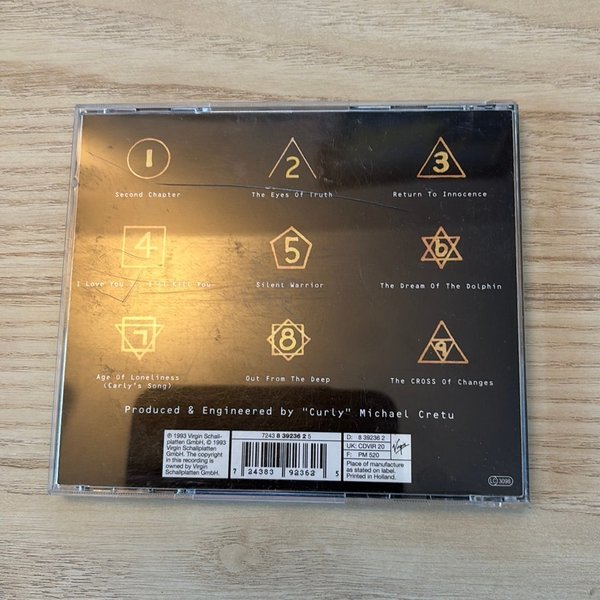 1
Second Chapter
2
The Eyes Of Truth
3
Return To Innocence
4
I Love You ... I'll Kill You
5
Silent Warrior
6
The Dream Of The Dolphin
7
Age Of Loneliness
(Carly's Song)
8
Out From The Deep
9
The CROSS Of Changes
Produced & Engineered by "Curly" Michael Cretu
℗ 1993 Virgin Schall-
platten GmbH, © 1993
Virgin Schallplatten
GmbH. The copyright
in this recording is
owned by Virgin
Schallplatten GmbH.
7243 8 39236 2 5
7 24383 92362 5
D: 8 39236 2
UK: CDVIR 20
F: PM 520
Place of manufacture
as stated on label.
Printed in Holland.
Virgin
LC 3098